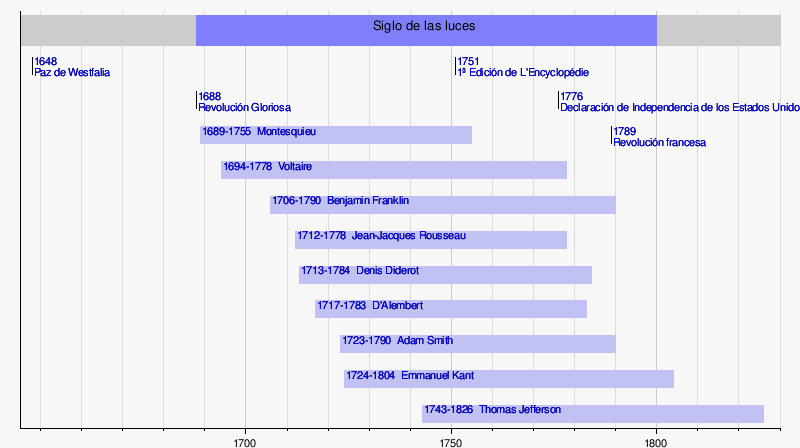 Siglo de las luces
1648
Paz de Westfalia
1751
1ª Edición de L'Encyclopédie
1688
Revolución Gloriosa
1776
Declaración de Independencia de los Estados Unido
1689-1755 Montesquieu
1789
Revolución francesa
1694-1778 Voltaire
1706-1790 Benjamin Franklin
1712-1778 Jean-Jacques Rousseau
1713-1784 Denis Diderot
1717-1783 D'Alembert
1723-1790 Adam Smith
1724-1804 Emmanuel Kant
1743-1826 Thomas Jefferson
1700 1750 1800